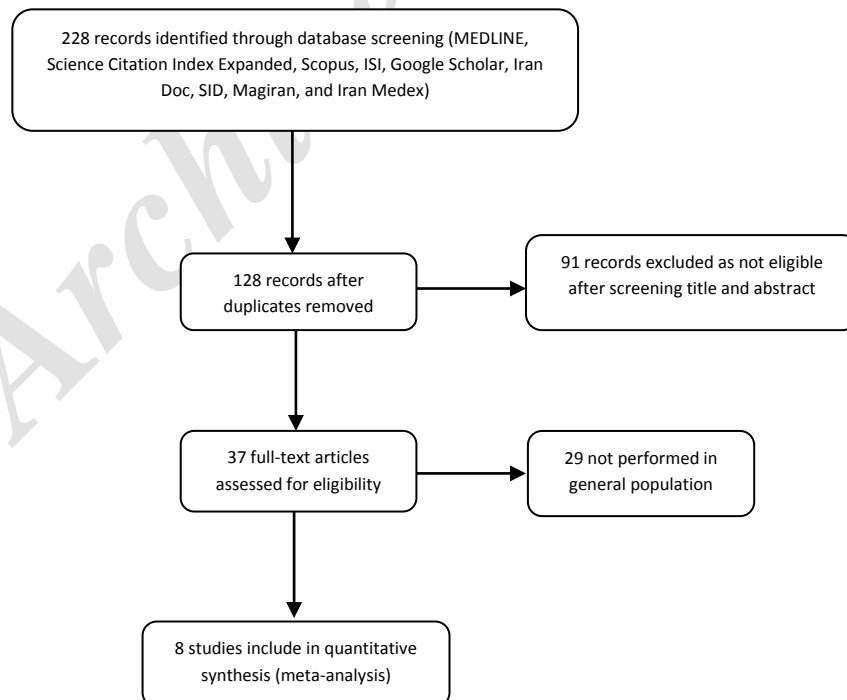 228 records identified through database screening (MEDLINE,
Science Citation Index Expanded, Scopus, ISI, Google Scholar, Iran
Doc, SID, Magiran, and Iran Medex)
128 records after
duplicates removed
91 records excluded as not eligible
after screening title and abstract
37 full-text articles
assessed for eligibility
29 not performed in
general population
8 studies include in quantitative
synthesis (meta-analysis)